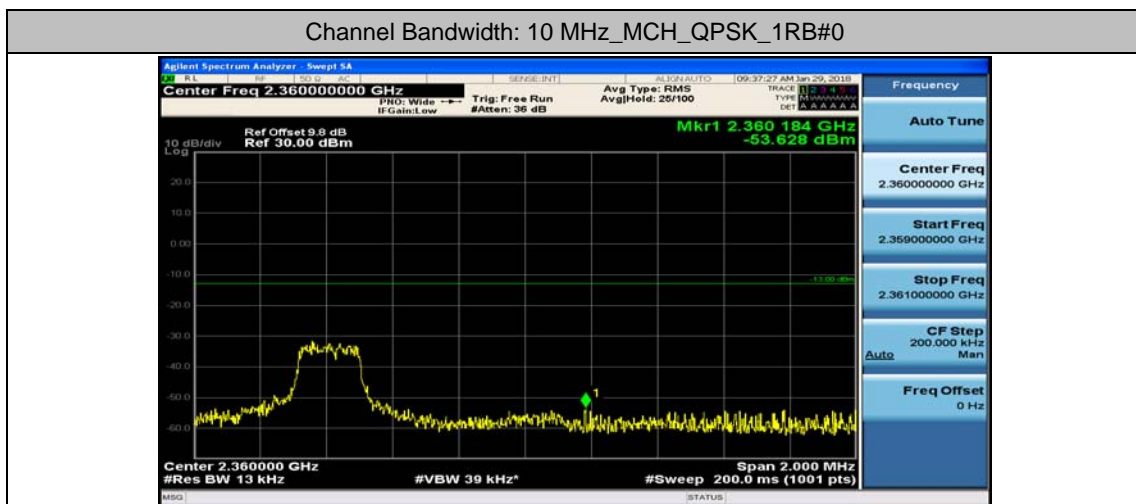 Channel Bandwidth: 10 MHz_MCH_QPSK_1RB#0
Agilent Spectrum Analyzer - Swept SA
RL RF 50 Ω AC SENSE:INT ALIGN AUTO 09:37:27 AM Jan 29, 2018
Center Freq 2.360000000 GHz
PNO: Wide
IFGain:Low
Trig: Free Run
#Atten: 36 dB
Avg Type: RMS
Avg|Hold: 25/100
TRACE 1 2 3 4 5 6
TYPE M
DET A A A A A A
Frequency
Auto Tune
Center Freq
2.360000000 GHz
Start Freq
2.359000000 GHz
Stop Freq
2.361000000 GHz
CF Step
200.000 kHz
Auto Man
Freq Offset
0 Hz
Mkr1 2.360 184 GHz
-53.628 dBm
Ref Offset 9.8 dB
10 dB/div Ref 30.00 dBm
Log
20.0
10.0
0.00
-10.0
-13.00 dBm
-20.0
-30.0
-40.0
-50.0
1
-60.0
Center 2.360000 GHz Span 2.000 MHz
#Res BW 13 kHz #VBW 39 kHz* #Sweep 200.0 ms (1001 pts)
MSG STATUS